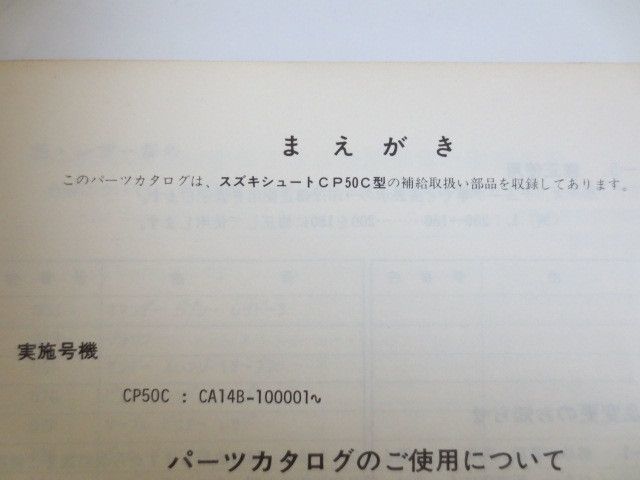 まえがき
このパーツカタログは、スズキシュートCP50C型の補給取扱い部品を収録してあります。
実施号機
CP50C : CA14B-100001~
パーツカタログのご使用について